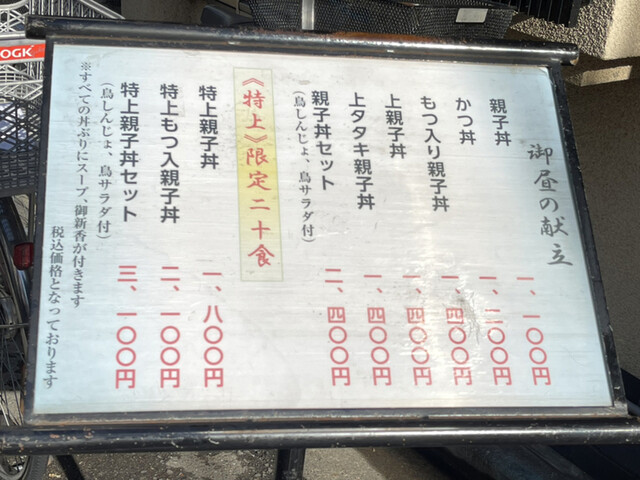 御昼の献立
親子丼 一、一〇〇円
かつ丼 一、二〇〇円
もつ入り親子丼 一、四〇〇円
上親子丼 一、四〇〇円
上タタキ親子丼 一、四〇〇円
親子丼セット 二、四〇〇円
(鳥しんじょ、鳥サラダ付)
《特上》限定二十食
特上親子丼 一、八〇〇円
特上もつ入親子丼 二、一〇〇円
特上親子丼セット 三、一〇〇円
(鳥しんじょ、鳥サラダ付)
※すべての丼ぶりにスープ、御新香が付きます
税込価格となっております
OGK